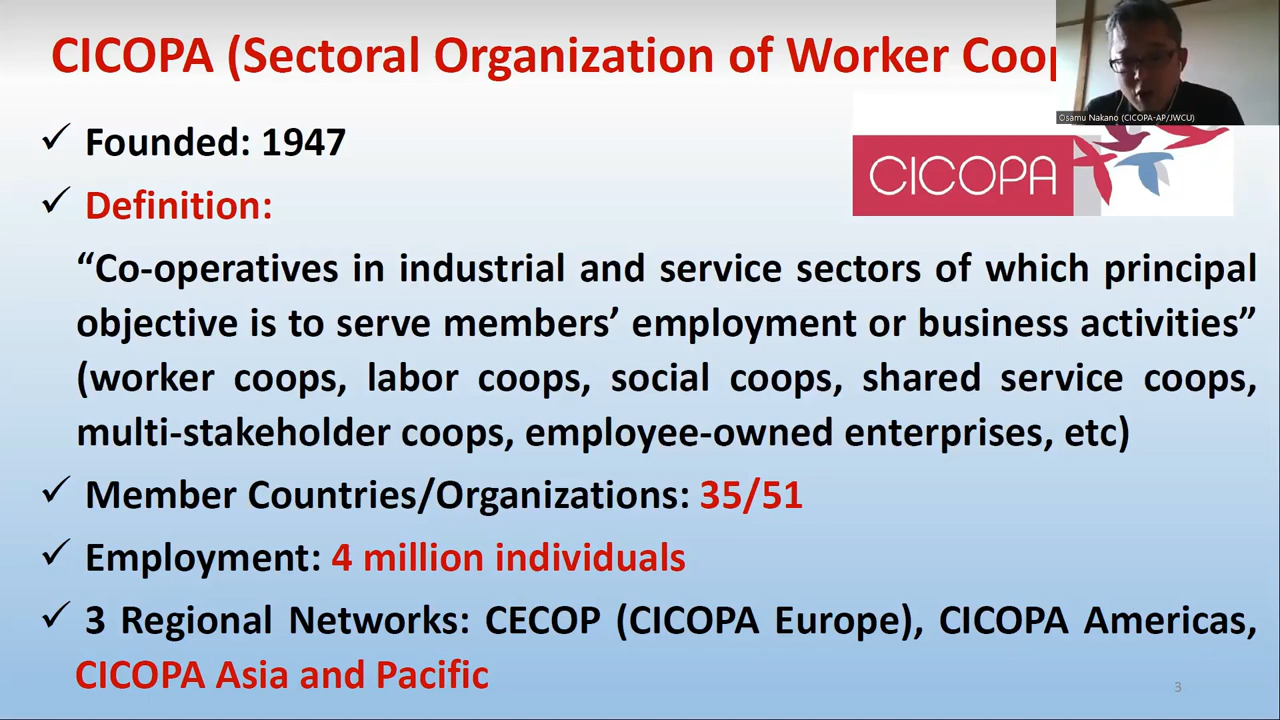 CICOPA (Sectoral Organization of Worker Coop
Osamu Nakano (CICOPA-AP/JWCU)
✓ Founded: 1947
CICOPA
✓ Definition:
“Co-operatives in industrial and service sectors of which principal
objective is to serve members’ employment or business activities”
(worker coops, labor coops, social coops, shared service coops,
multi-stakeholder coops, employee-owned enterprises, etc)
✓ Member Countries/Organizations: 35/51
✓ Employment: 4 million individuals
✓ 3 Regional Networks: CECOP (CICOPA Europe), CICOPA Americas,
CICOPA Asia and Pacific
3